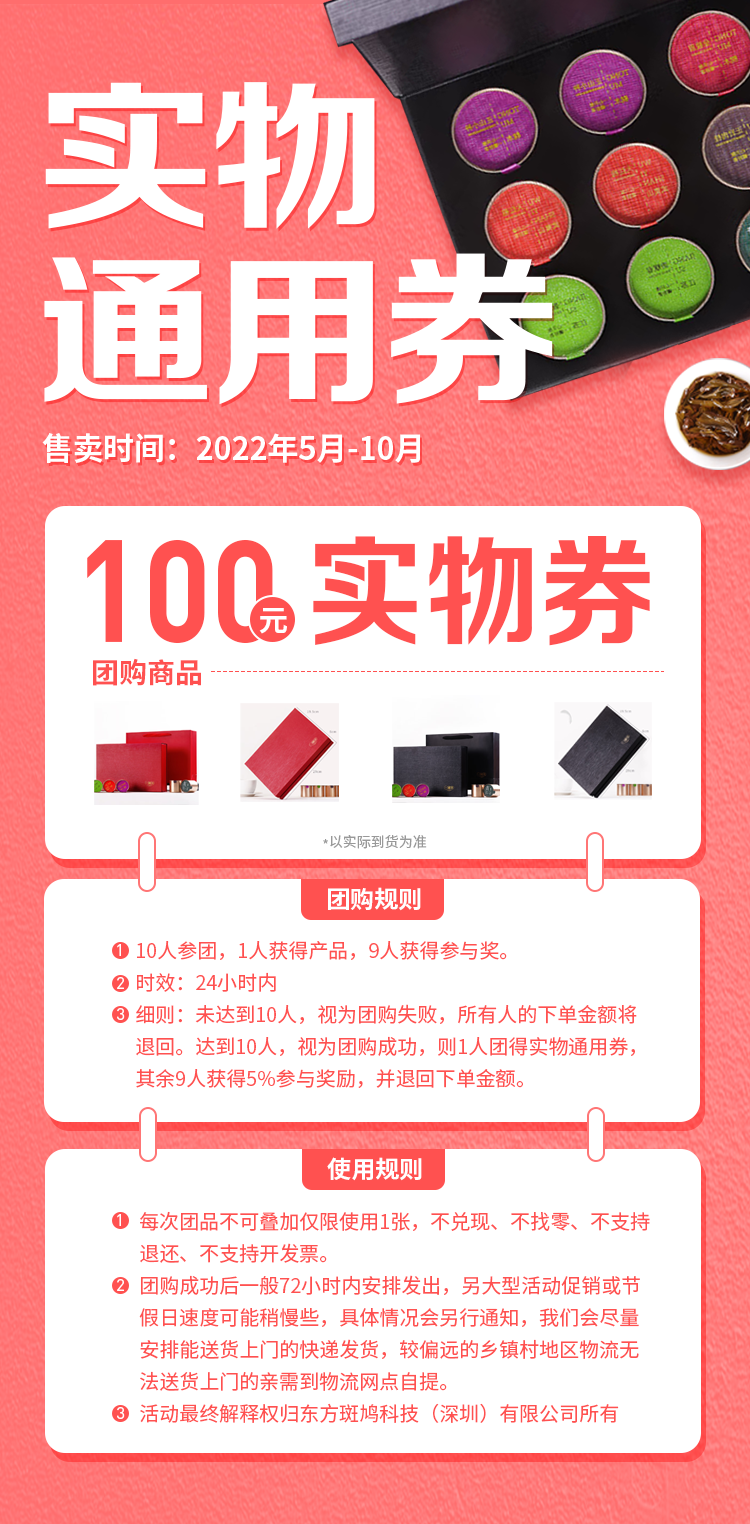 实物
通用券
售卖时间：2022年5月-10月
100元实物券
团购商品
*以实际到货为准
团购规则
1 10人参团，1人获得产品，9人获得参与奖。
2 时效：24小时内
3 细则：未达到10人，视为团购失败，所有人的下单金额将
退回。达到10人，视为团购成功，则1人团得实物通用券，
其余9人获得5%参与奖励，并退回下单金额。
使用规则
1 每次团品不可叠加仅限使用1张，不兑现、不找零、不支持
退还、不支持开发票。
2 团购成功后一般72小时内安排发出，另大型活动促销或节
假日速度可能稍慢些，具体情况会另行通知，我们会尽量
安排能送货上门的快递发货，较偏远的乡镇村地区物流无
法送货上门的亲需到物流网点自提。
3 活动最终解释权归东方斑鸠科技（深圳）有限公司所有